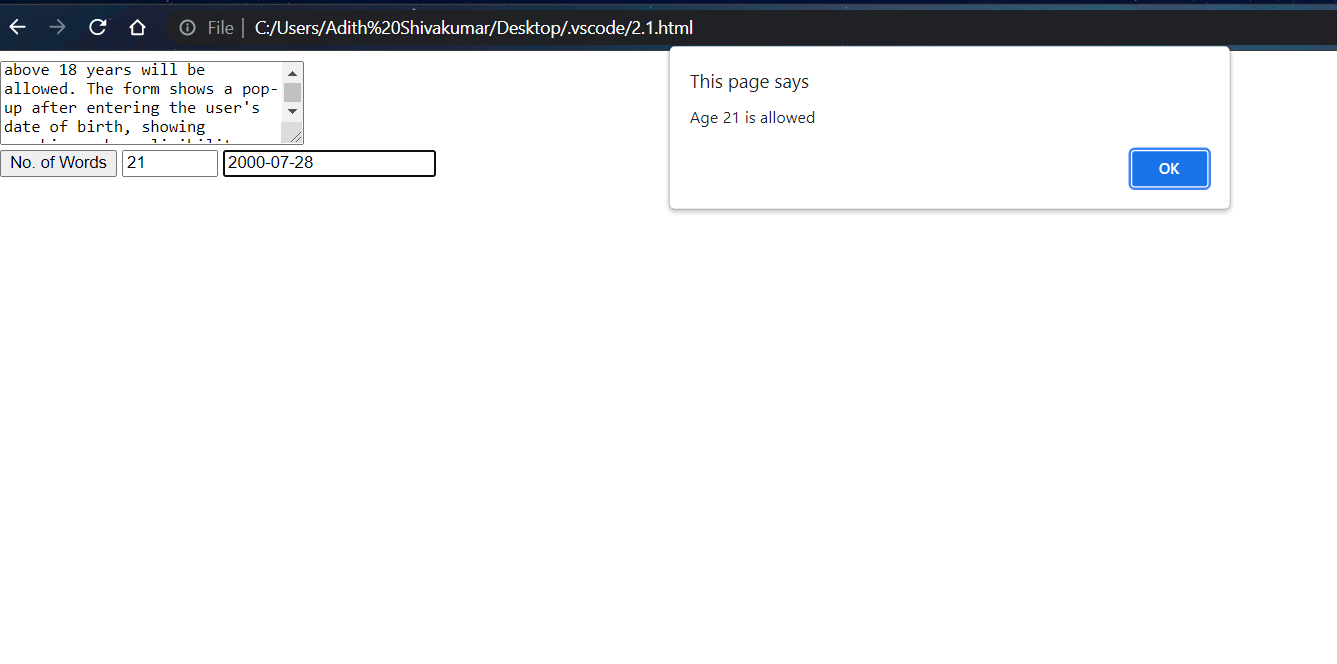 File
C:/Users/Adith%20Shivakumar/Desktop/.vscode/2.1.html
This page says
Age 21 is allowed
OK
above 18 years will be
allowed. The form shows a pop-
up after entering the user's
date of birth, showing
No. of Words
21
2000-07-28